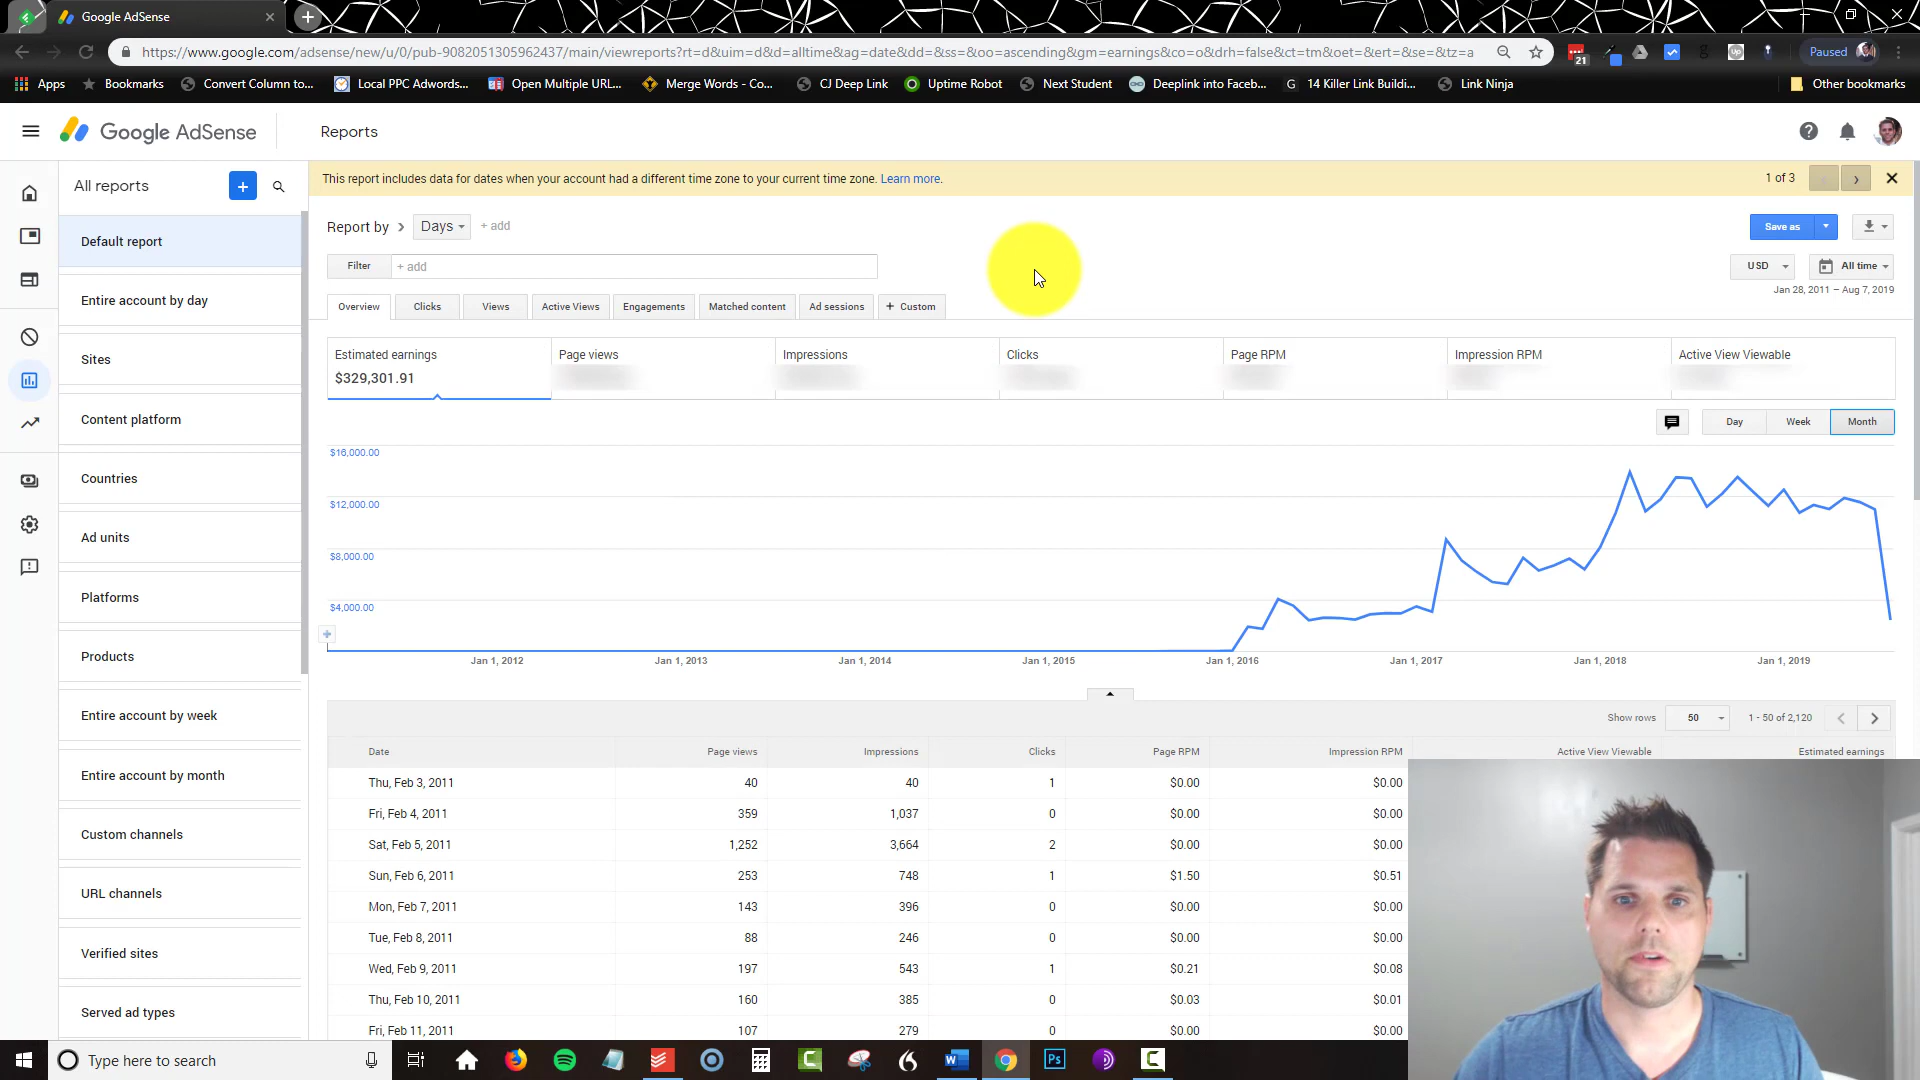 Google AdSense
https://www.google.com/adsense/new/u/0/pub-9082051305962437/main/viewreports?rt=d&uim=d&d=alltime&ag=date&dd=&ss=&oo=ascending&gm=earnings&co=o&drh=false&ct=tm&oet=&ert=&se=&tz=a
21
Up
Paused
Apps Bookmarks Convert Column to... Local PPC Adwords... Open Multiple URL... Merge Words - Co... CJ Deep Link Uptime Robot Next Student Deeplink into Faceb... G 14 Killer Link Buildi... Link Ninja Other bookmarks
Google AdSense Reports
All reports
Default report
Entire account by day
Sites
Content platform
Countries
Ad units
Platforms
Products
Entire account by week
Entire account by month
Custom channels
URL channels
Verified sites
Served ad types
This report includes data for dates when your account had a different time zone to your current time zone. Learn more. 1 of 3
Report by Days + add
Save as
Filter + add
USD All time
Jan 28, 2011 – Aug 7, 2019
Overview Clicks Views Active Views Engagements Matched content Ad sessions + Custom
Estimated earnings Page views Impressions Clicks Page RPM Impression RPM Active View Viewable
$329,301.91
Day Week Month
$16,000.00
$12,000.00
$8,000.00
$4,000.00
Jan 1, 2012 Jan 1, 2013 Jan 1, 2014 Jan 1, 2015 Jan 1, 2016 Jan 1, 2017 Jan 1, 2018 Jan 1, 2019
Show rows 50 1 - 50 of 2,120
Date Page views Impressions Clicks Page RPM Impression RPM Active View Viewable Estimated earnings
Thu, Feb 3, 2011 40 40 1 $0.00 $0.00
Fri, Feb 4, 2011 359 1,037 0 $0.00 $0.00
Sat, Feb 5, 2011 1,252 3,664 2 $0.00 $0.00
Sun, Feb 6, 2011 253 748 1 $1.50 $0.51
Mon, Feb 7, 2011 143 396 0 $0.00 $0.00
Tue, Feb 8, 2011 88 246 0 $0.00 $0.00
Wed, Feb 9, 2011 197 543 1 $0.21 $0.08
Thu, Feb 10, 2011 160 385 0 $0.03 $0.01
Fri, Feb 11, 2011 107 279 0 $0.00 $0.00
Type here to search
Ps